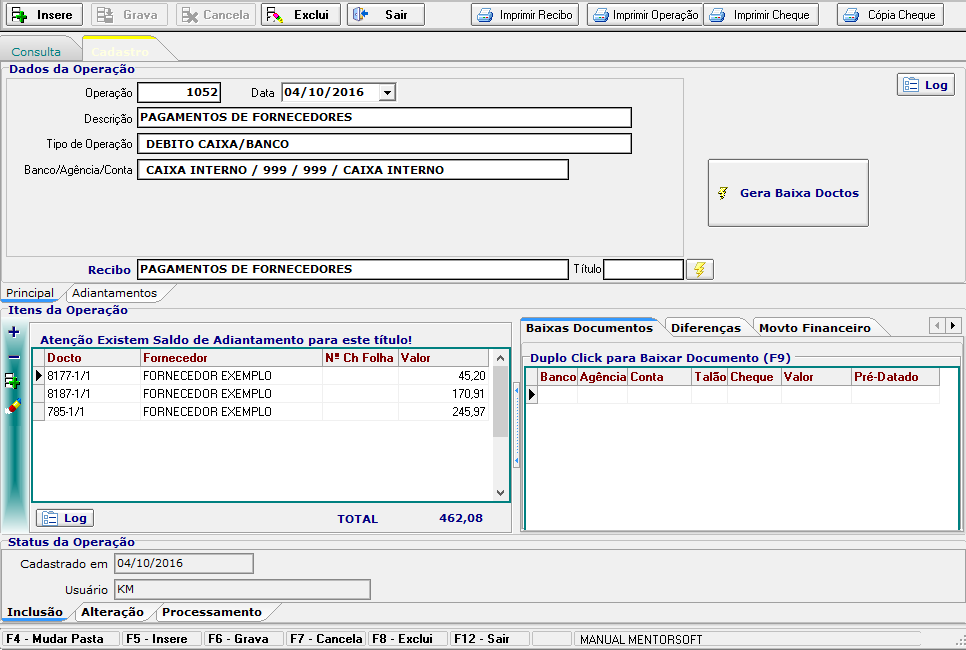 Insere Grava Cancela Exclui Sair Imprimir Recibo Imprimir Operação Imprimir Cheque Cópia Cheque
Consulta Cadastro
Dados da Operação
Operação 1052 Data 04/10/2016 Log
Descrição PAGAMENTOS DE FORNECEDORES
Tipo de Operação DEBITO CAIXA/BANCO
Banco/Agência/Conta CAIXA INTERNO / 999 / 999 / CAIXA INTERNO
Gera Baixa Doctos
Recibo PAGAMENTOS DE FORNECEDORES Título
Principal Adiantamentos
Itens da Operação
Atenção Existem Saldo de Adiantamento para este título!
Docto Fornecedor Nª Ch Folha Valor
8177-1/1 FORNECEDOR EXEMPLO 45,20
8187-1/1 FORNECEDOR EXEMPLO 170,91
785-1/1 FORNECEDOR EXEMPLO 245,97
Log TOTAL 462,08
Baixas Documentos Diferenças Movto Financeiro
Duplo Click para Baixar Documento (F9)
Banco Agência Conta Talão Cheque Valor Pré-Datado
Status da Operação
Cadastrado em 04/10/2016
Usuário KM
Inclusão Alteração Processamento
F4 - Mudar Pasta F5 - Insere F6 - Grava F7 - Cancela F8 - Exclui F12 - Sair MANUAL MENTORSOFT